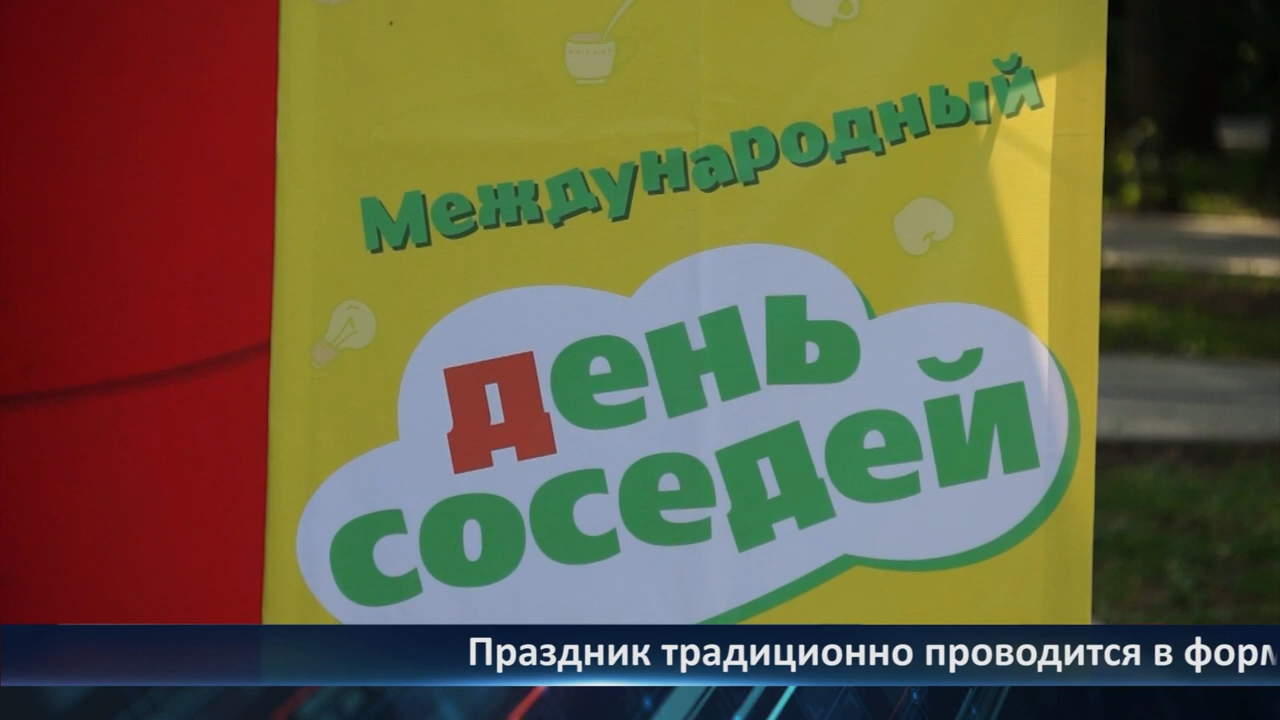 Международный
день
соседей
Праздник традиционно проводится в форм